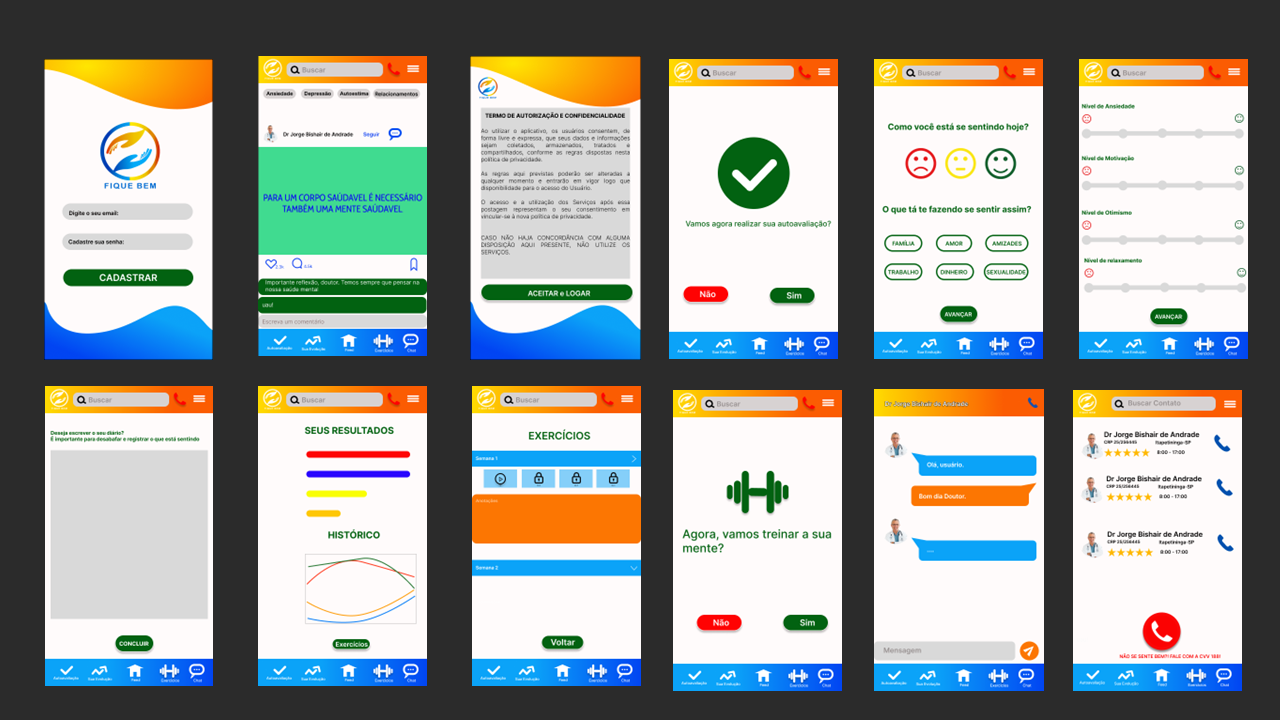 FIQUE BEM
Digite o seu email:
Cadastre sua senha:
CADASTRAR
Buscar
Ansiedade
Depressão
Autoestima
Relacionamentos
Dr Jorge Bishair de Andrade
Seguir
PARA UM CORPO SAÚDAVEL É NECESSÁRIO
TAMBÉM UMA MENTE SAÚDAVEL
Importante reflexão, doutor. Temos sempre que pensar na
nossa saúde mental
uau!
Escreva um comentário
Autoavaliação
Sua Evolução
Feed
Exercícios
Chat
FIQUE BEM
TERMO DE AUTORIZAÇÃO E CONFIDENCIALIDADE
Ao utilizar o aplicativo, os usuários consentem, de
forma livre e expressa, que seus dados e informações
sejam coletados, armazenados, tratados e
compartilhados, conforme as regras dispostas nesta
política de privacidade.
As regras aqui previstas poderão ser alteradas a
qualquer momento e entrarão em vigor logo que
disponibilidade para o acesso do Usuário.
O acesso e a utilização dos Serviços após essa
postagem representam o seu consentimento em
vincular-se à nova política de privacidade.
CASO NÃO HAJA CONCORDÂNCIA COM ALGUMA
DISPOSIÇÃO AQUI PRESENTE, NÃO UTILIZE OS
SERVIÇOS.
ACEITAR e LOGAR
Buscar
Vamos agora realizar sua autoavaliação?
Não
Sim
Autoavaliação
Sua Evolução
Feed
Exercícios
Chat
Buscar
Como você está se sentindo hoje?
O que tá te fazendo se sentir assim?
FAMÍLIA
AMOR
AMIZADES
TRABALHO
DINHEIRO
SEXUALIDADE
AVANÇAR
Autoavaliação
Sua Evolução
Feed
Exercícios
Chat
Buscar
Nível de Ansiedade
Nível de Motivação
Nível de Otimismo
Nível de relaxamento
AVANÇAR
Autoavaliação
Sua Evolução
Feed
Exercícios
Chat
Buscar
Deseja escrever o seu diário?
É importante para desabafar e registrar o que está sentindo
CONCLUIR
Autoavaliação
Sua Evolução
Feed
Exercícios
Chat
Buscar
SEUS RESULTADOS
HISTÓRICO
Exercícios
Autoavaliação
Sua Evolução
Feed
Exercícios
Chat
Buscar
EXERCÍCIOS
Semana 1
Semana 2
Voltar
Autoavaliação
Sua Evolução
Feed
Exercícios
Chat
Buscar
Agora, vamos treinar a sua
mente?
Não
Sim
Autoavaliação
Sua Evolução
Feed
Exercícios
Chat
Dr Jorge Bishair de Andrade
Olá, usuário.
Bom dia Doutor.
Mensagem
Autoavaliação
Sua Evolução
Feed
Exercícios
Chat
Buscar Contato
Dr Jorge Bishair de Andrade
CRP 25/256445 Itapetininga-SP
8:00 - 17:00
Dr Jorge Bishair de Andrade
CRP 25/256445 Itapetininga-SP
8:00 - 17:00
Dr Jorge Bishair de Andrade
CRP 25/256445 Itapetininga-SP
8:00 - 17:00
NÃO SE SENTE BEM?! FALE COM A CVV 188!
Autoavaliação
Sua Evolução
Feed
Exercícios
Chat